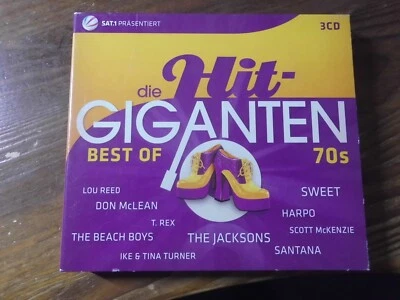 SAT.1 PRÄSENTIERT
3CD
die Hit-
GIGANTEN
BEST OF 70s
LOU REED
SWEET
DON McLEAN
HARPO
T. REX
SCOTT McKENZIE
THE BEACH BOYS
THE JACKSONS
SANTANA
IKE & TINA TURNER